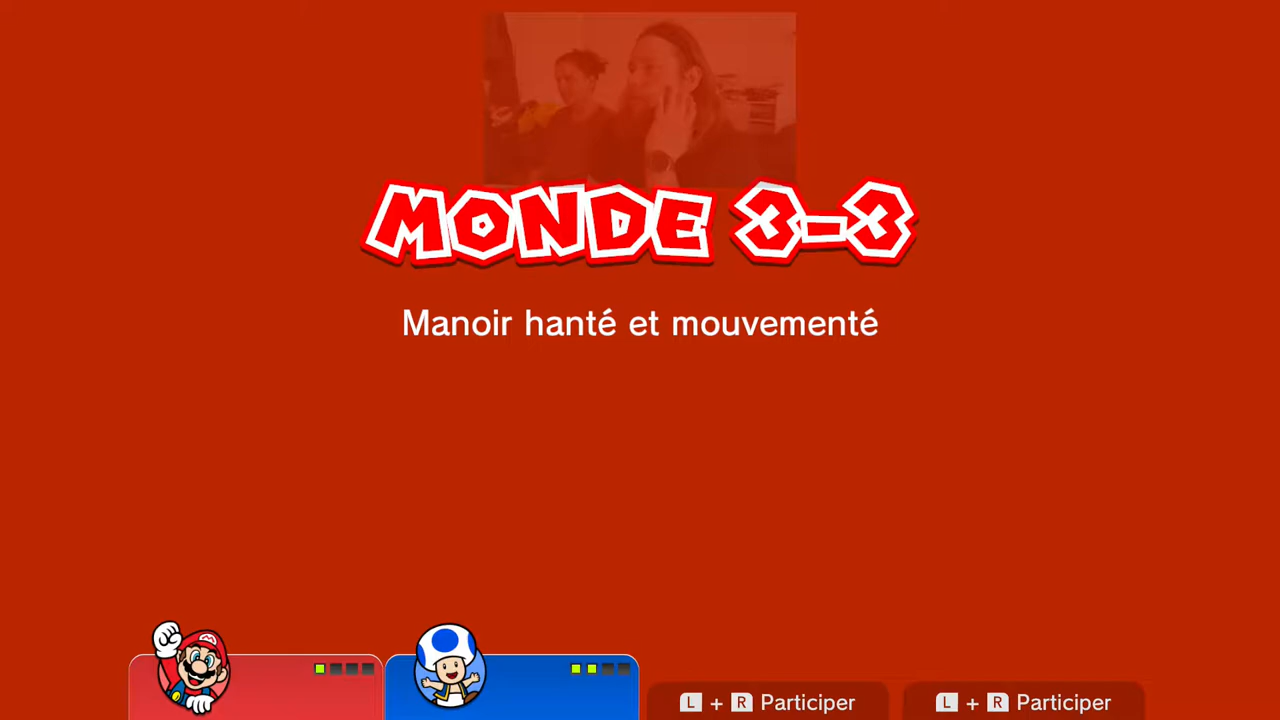 MONDE 3-3
Manoir hanté et mouvementé
L + R Participer
L + R Participer